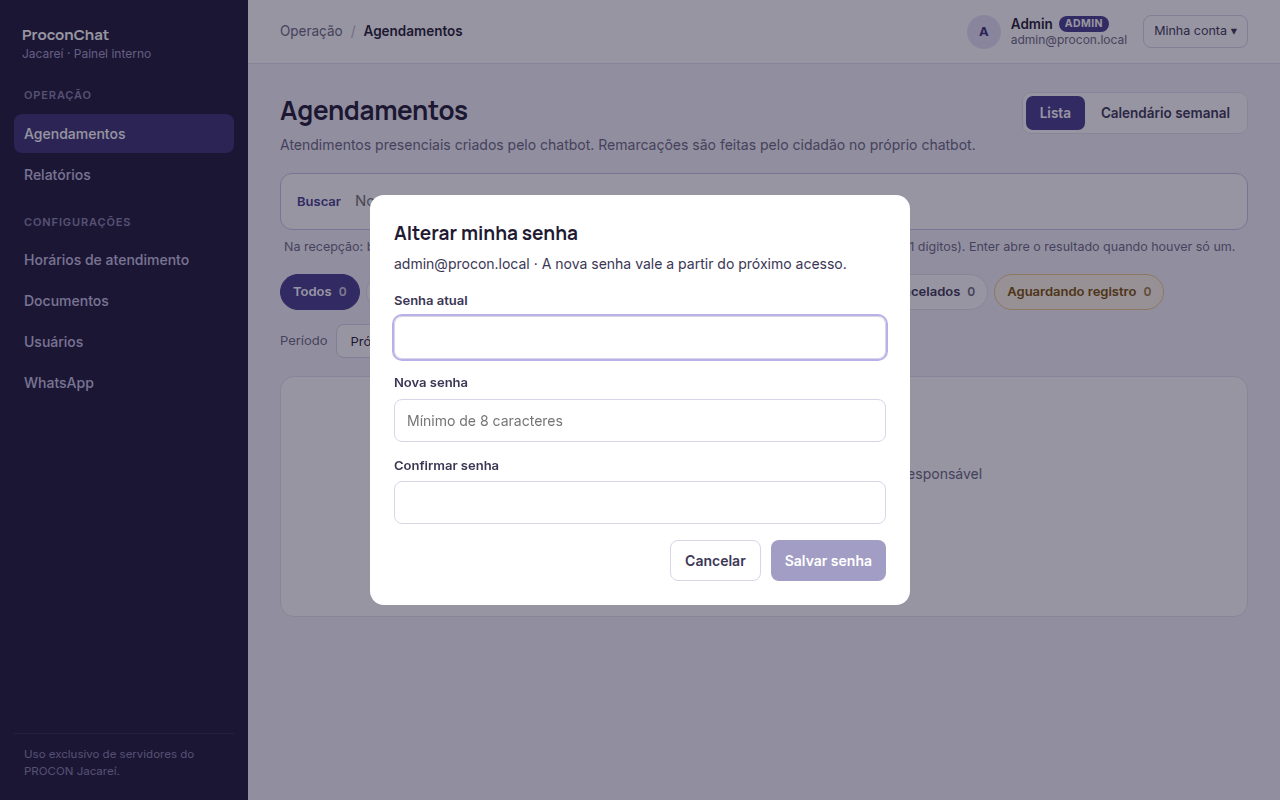 ProconChat
Jacareí · Painel interno
OPERAÇÃO
Agendamentos
Relatórios
CONFIGURAÇÕES
Horários de atendimento
Documentos
Usuários
WhatsApp
Uso exclusivo de servidores do
PROCON Jacareí.
Operação / Agendamentos
A
Admin ADMIN
admin@procon.local
Minha conta ▾
Agendamentos
Atendimentos presenciais criados pelo chatbot. Remarcações são feitas pelo cidadão no próprio chatbot.
Lista
Calendário semanal
Buscar
Na recepção:
1 dígitos). Enter abre o resultado quando houver só um.
Todos 0
0
Aguardando registro 0
Período
Alterar minha senha
admin@procon.local · A nova senha vale a partir do próximo acesso.
Senha atual
Nova senha
Mínimo de 8 caracteres
Confirmar senha
Cancelar
Salvar senha